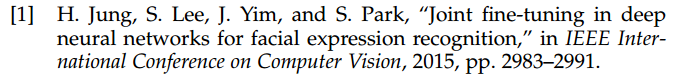 [1] H. Jung, S. Lee, J. Yim, and S. Park, “Joint fine-tuning in deep
neural networks for facial expression recognition,” in IEEE Inter-
national Conference on Computer Vision, 2015, pp. 2983–2991.